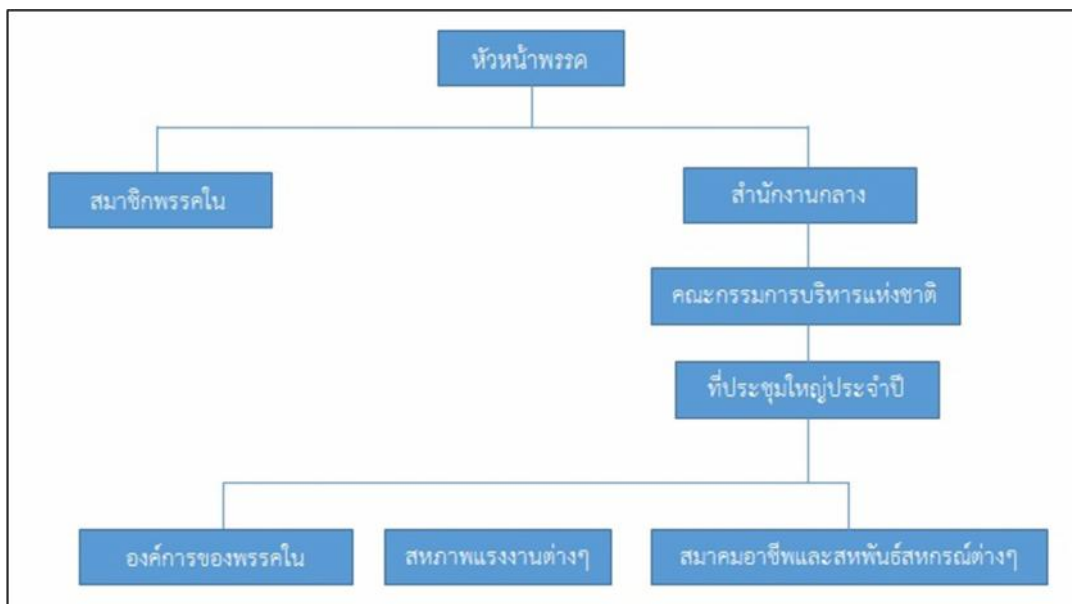 หัวหน้าพรรค
สมาชิกพรรคใน
สำนักงานกลาง
คณะกรรมการบริหารแห่งชาติ
ที่ประชุมใหญ่ประจำปี
องค์การของพรรคใน
สหภาพแรงงานต่างๆ
สมาคมอาชีพและสหพันธ์สหกรณ์ต่างๆ